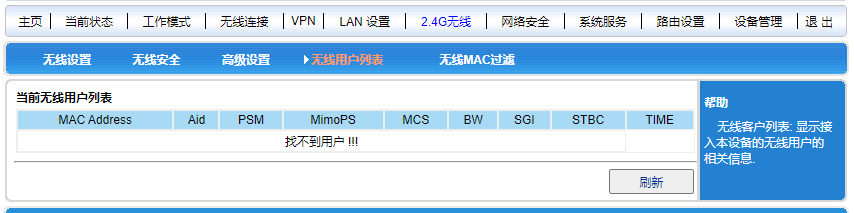 主页 当前状态 工作模式 无线连接 VPN LAN 设置 2.4G无线 网络安全 系统服务 路由设置 设备管理 退 出
无线设置 无线安全 高级设置 无线用户列表 无线MAC过滤
当前无线用户列表
MAC Address Aid PSM MimoPS MCS BW SGI STBC TIME
找不到用户 !!!
刷新
帮助
无线客户列表: 显示接
入本设备的无线用户的
相关信息.